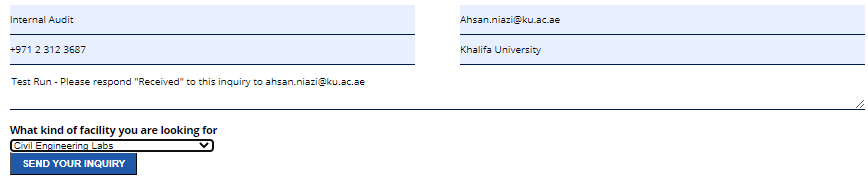 Internal Audit
Ahsan.niazi@ku.ac.ae
+971 2 312 3687
Khalifa University
Test Run - Please respond "Received" to this inquiry to ahsan.niazi@ku.ac.ae
What kind of facility you are looking for
Civil Engineering Labs
SEND YOUR INQUIRY